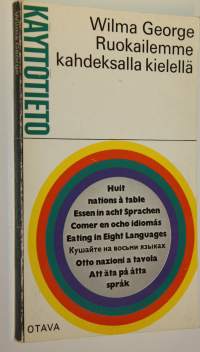 KÄYTTÖTIETO
Wilma George
Ruokailemme
kahdeksalla kielellä
Huit
nations à table
Essen in acht Sprachen
Comer en ocho idiomás
Eating in Eight Languages
Кушайте на восьми языках
Otto nazioni a tavola
Att äta på åtta
språk
OTAVA